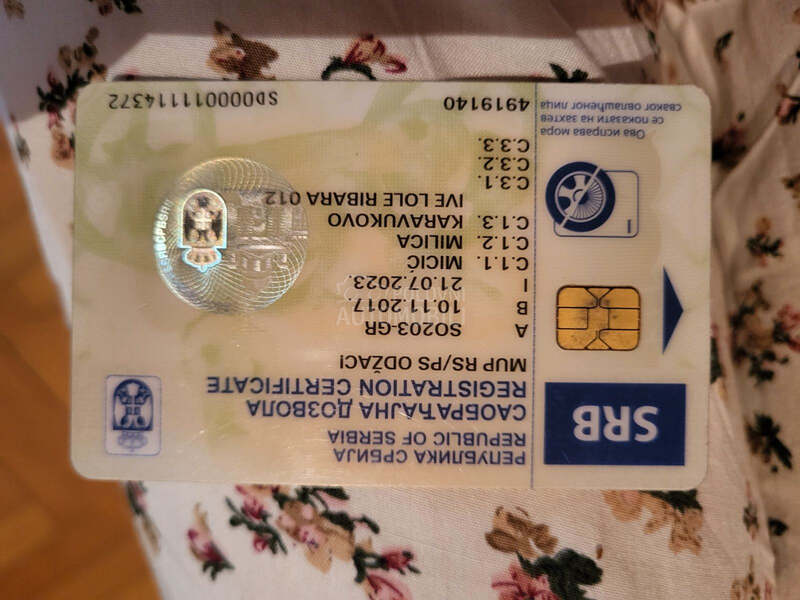 РЕПУБЛИКА СРБИЈА
REPUBLIC OF SERBIA
САОБРАЋАЈНА ДОЗВОЛА
REGISTRATION CERTIFICATE
MUP RS/PS ODŽACI
A SO203-GR
B 10.11.2017.
I 21.07.2023.
C.1.1. MICIĆ
C.1.2. MILICA
C.1.3. KARAVUKOVO
IVE LOLE RIBARA 012
C.3.1.
C.3.2.
C.3.3.
4919140 SD0000111114372
SRB
I
Ова исправа мора
се показати на захтев
сваког овлашћеног лица
POLOVNI
AUTOMOBILI